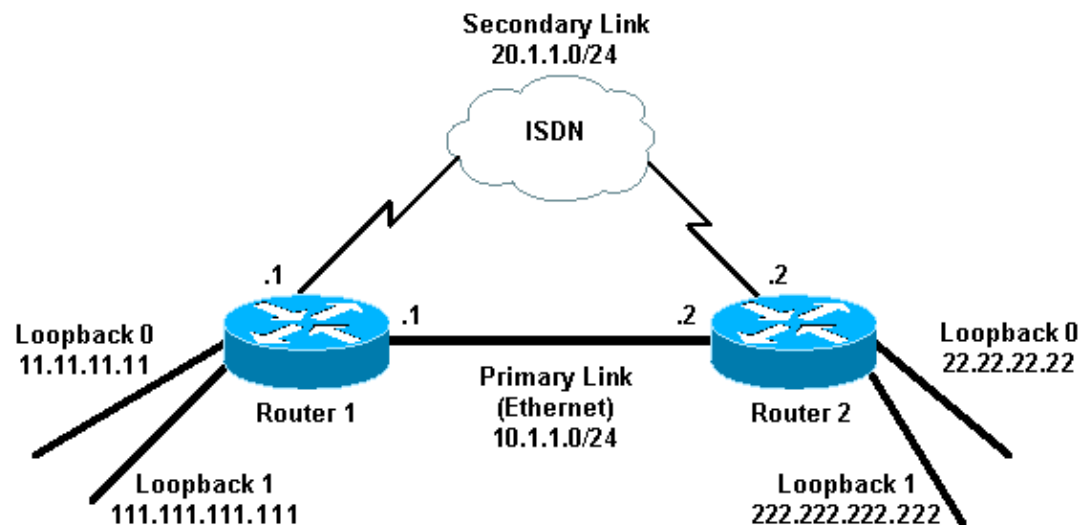 Secondary Link
20.1.1.0/24
ISDN
.1
.2
.1
.2
Loopback 0
11.11.11.11
Loopback 0
22.22.22.22
Primary Link
(Ethernet)
10.1.1.0/24
Router 1
Router 2
Loopback 1
111.111.111.111
Loopback 1
222.222.222.222